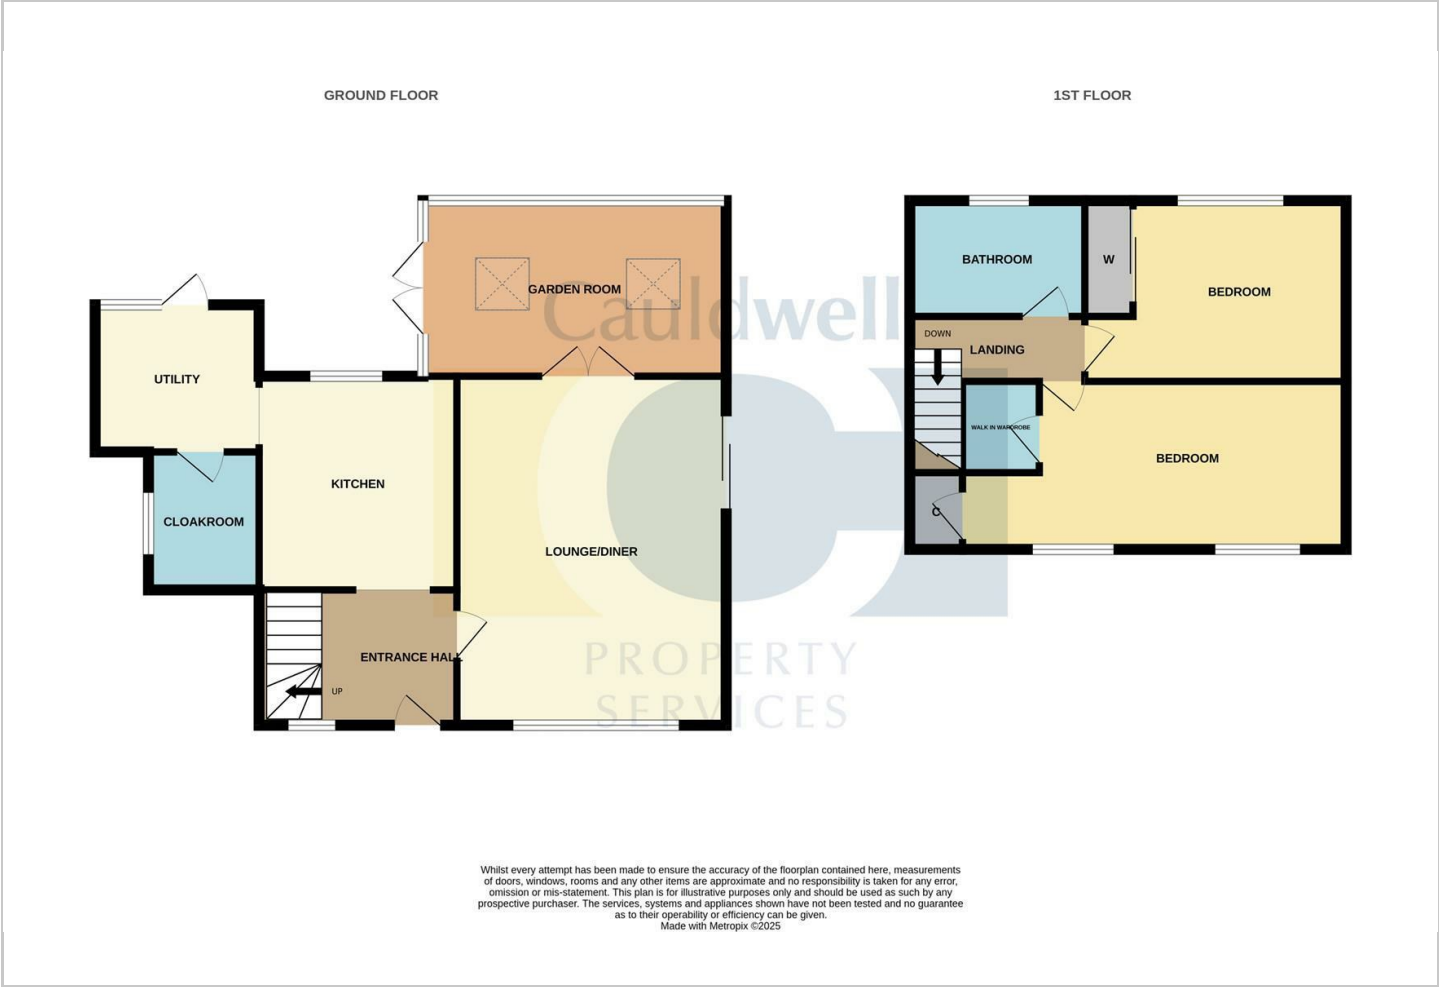 GROUND FLOOR
1ST FLOOR
GARDEN ROOM
UTILITY
KITCHEN
CLOAKROOM
LOUNGE/DINER
ENTRANCE HALL
UP
BATHROOM
W
BEDROOM
DOWN
LANDING
WALK IN WARDROBE
BEDROOM
C
Cauldwell
PROPERTY
SERVICES
Whilst every attempt has been made to ensure the accuracy of the floorplan contained here, measurements
of doors, windows, rooms and any other items are approximate and no responsibility is taken for any error,
omission or mis-statement. This plan is for illustrative purposes only and should be used as such by any
prospective purchaser. The services, systems and appliances shown have not been tested and no guarantee
as to their operability or efficiency can be given.
Made with Metropix ©2025